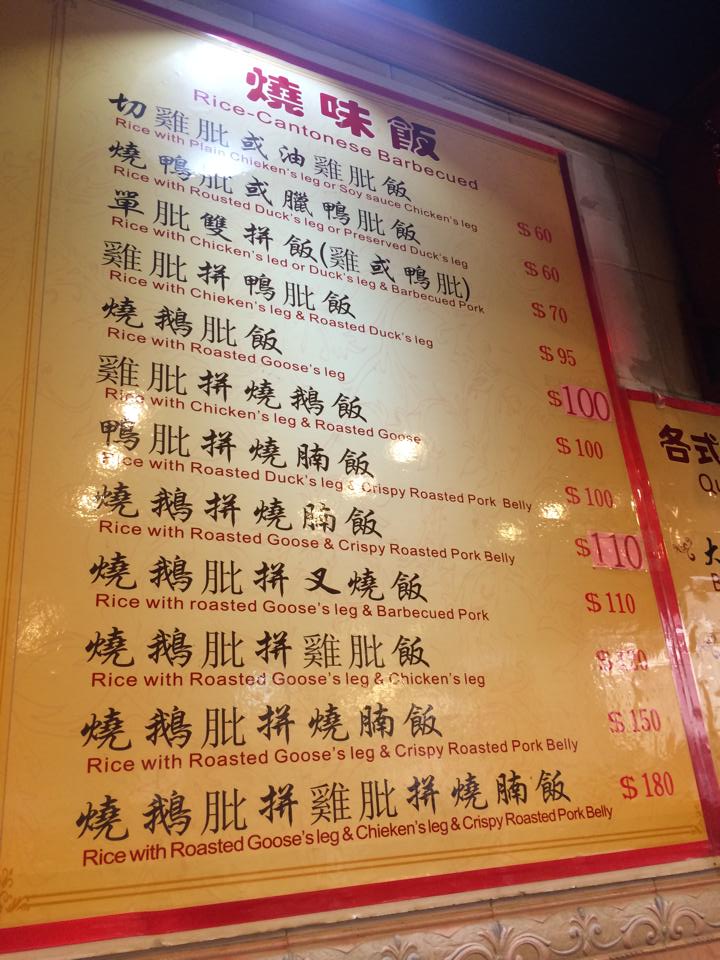 燒味飯
Rice-Cantonese Barbecued
切雞肶或油雞肶飯
Rice with Plain Chieken's leg or Soy sauce Chicken's leg
$60
燒鴨肶或臘鴨肶飯
Rice with Rousted Duck's leg or Preserved Duck's leg
$60
單肶雙拼飯(雞或鴨肶)
Rice with Chicken's led or Duck's leg & Barbecued Pork
$70
雞肶拼鴨肶飯
Rice with Chieken's leg & Roasted Duck's leg
$95
燒鵝肶飯
Rice with Roasted Goose's leg
$100
雞肶拼燒鵝飯
Rice with Chicken's leg & Roasted Goose
$100
鴨肶拼燒腩飯
Rice with Roasted Duck's leg & Crispy Roasted Pork Belly
$100
燒鵝拼燒腩飯
Rice with Roasted Goose & Crispy Roasted Pork Belly
$110
燒鵝肶拼叉燒飯
Rice with roasted Goose's leg & Barbecued Pork
$110
燒鵝肶拼雞肶飯
Rice with Roasted Goose's leg & Chicken's leg
燒鵝肶拼燒腩飯
Rice with Roasted Goose's leg & Crispy Roasted Pork Belly
$150
燒鵝肶拼雞肶拼燒腩飯
Rice with Roasted Goose's leg & Chieken's leg & Crispy Roasted Pork Belly
$180
各式